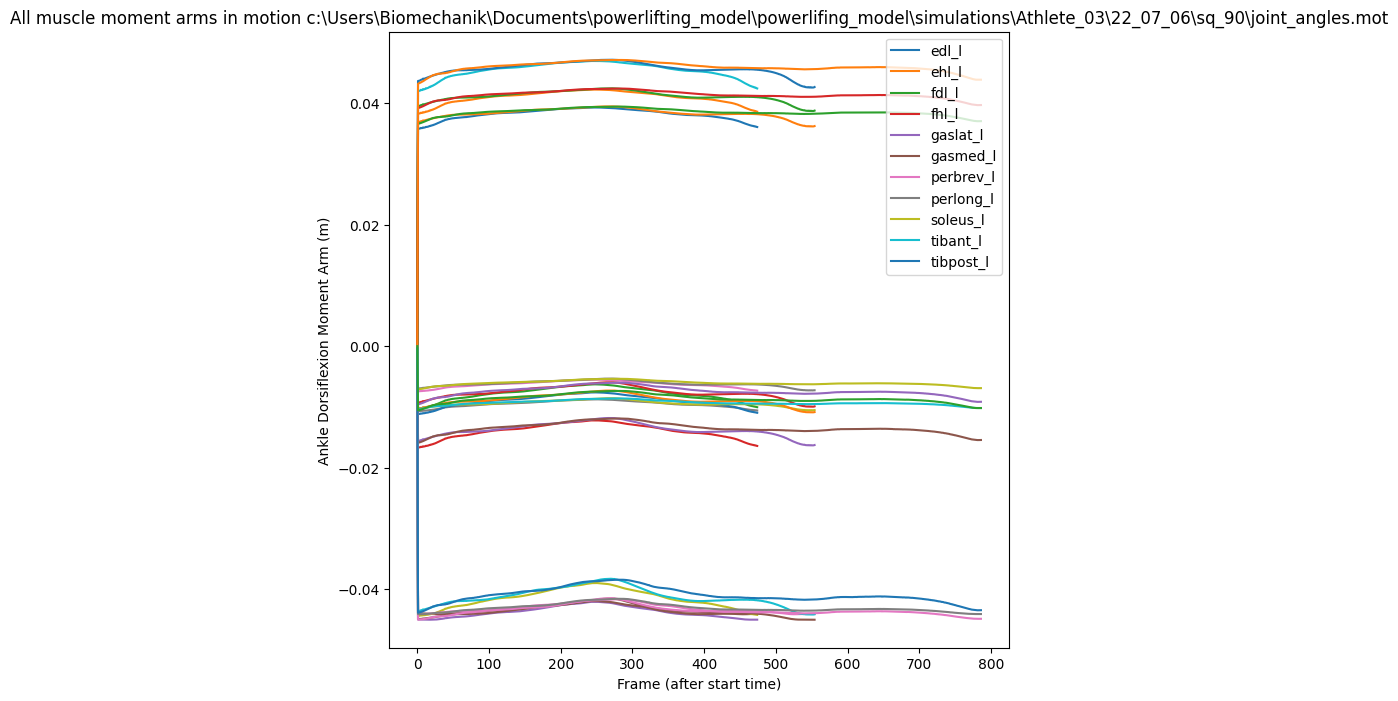 All muscle moment arms in motion c:\Users\Biomechanik\Documents\powerlifting_model\powerlifing_model\simulations\Athlete_03\22_07_06\sq_90\joint_angles.mot
edl_l
ehl_l
fdl_l
fhl_l
gaslat_l
gasmed_l
perbrev_l
perlong_l
soleus_l
tibant_l
tibpost_l
Ankle Dorsiflexion Moment Arm (m)
0.04
0.02
0.00
−0.02
−0.04
0 100 200 300 400 500 600 700 800
Frame (after start time)